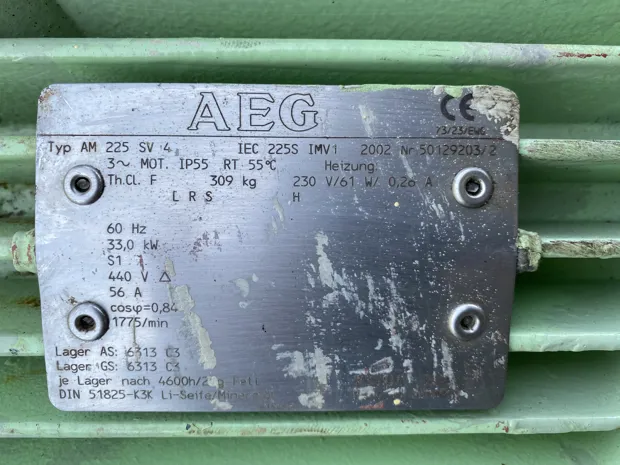 AEG
CE
73/23/EWG
Typ AM 225 SV 4 IEC 225S IMV1 2002 Nr 50129203/2
3~ MOT. IP55 RT 55°C Heizung:
Th.CL. F 309 kg 230 V/61 W/ 0,26 A
L R S H
60 Hz
33,0 kW
S1
440 V Δ
56 A
cosφ=0,84
1775/min
Lager AS: 6313 C3
Lager GS: 6313 C3
je Lager nach 4600h/2 g Fett
DIN 51825-K3K Li-Seife/Minera